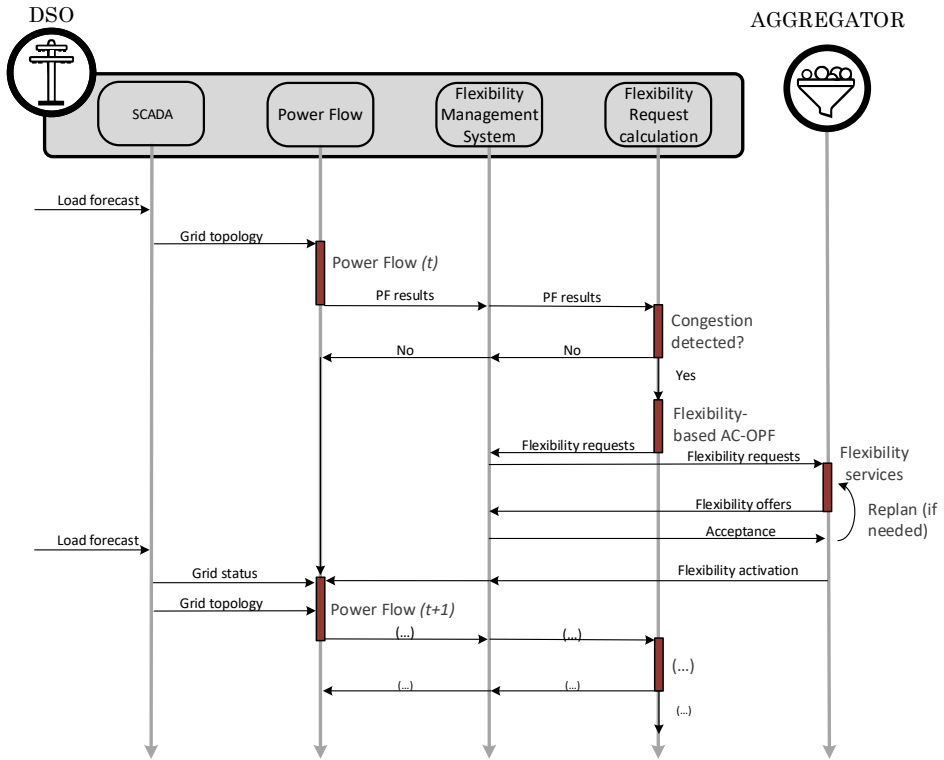 DSO
AGGREGATOR
SCADA
Power Flow
Flexibility
Management
System
Flexibility
Request
calculation
Load forecast
Grid topology
Power Flow (t)
PF results
PF results
Congestion
detected?
No
No
Yes
Flexibility-
based AC-OPF
Flexibility requests
Flexibility requests
Flexibility
services
Flexibility offers
Replan (if
needed)
Acceptance
Load forecast
Grid status
Flexibility activation
Grid topology
Power Flow (t+1)
(...)
(...)
(...)
(...)
(...)
(...)